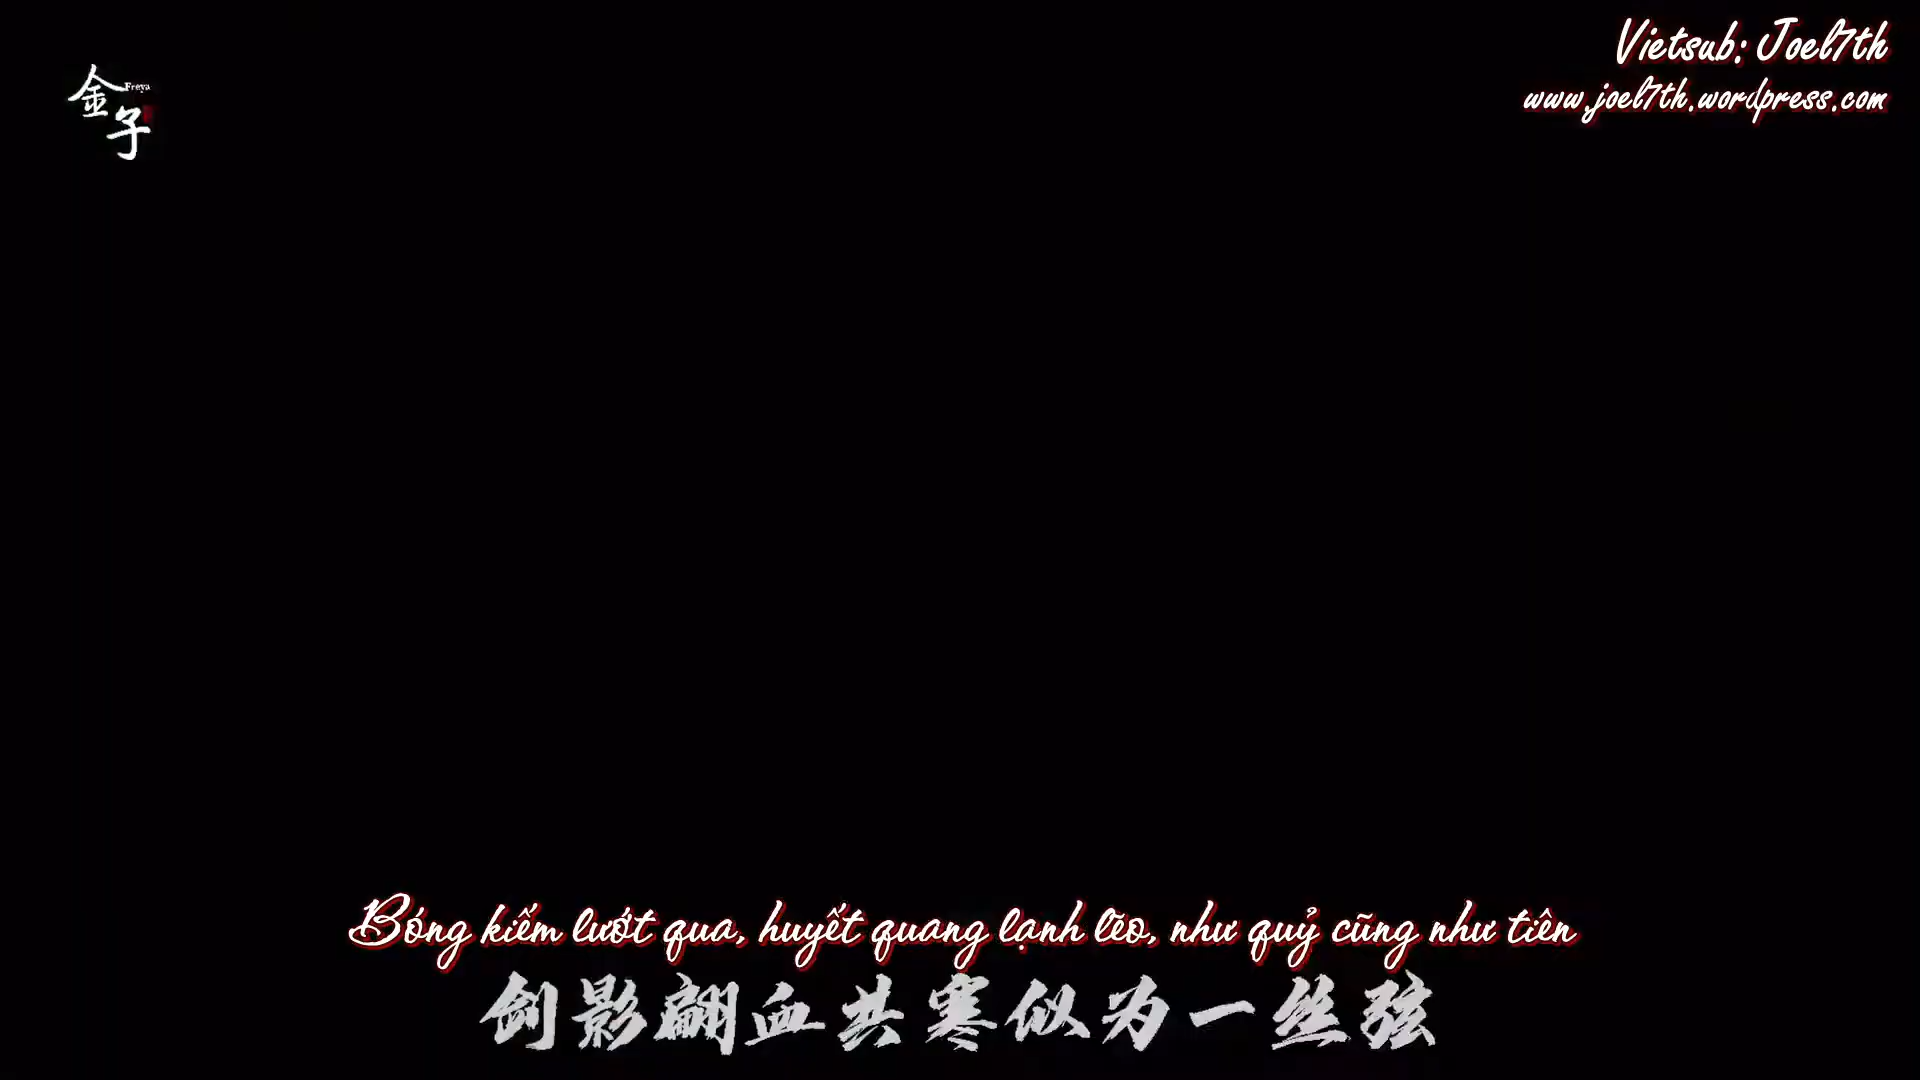 金子
Freya
Vietsub: Joel7th
www.joel7th.wordpress.com
Bóng kiếm lướt qua, huyết quang lạnh lẽo, như quỷ cũng như tiên
剑影翩血共寒似为一丝弦